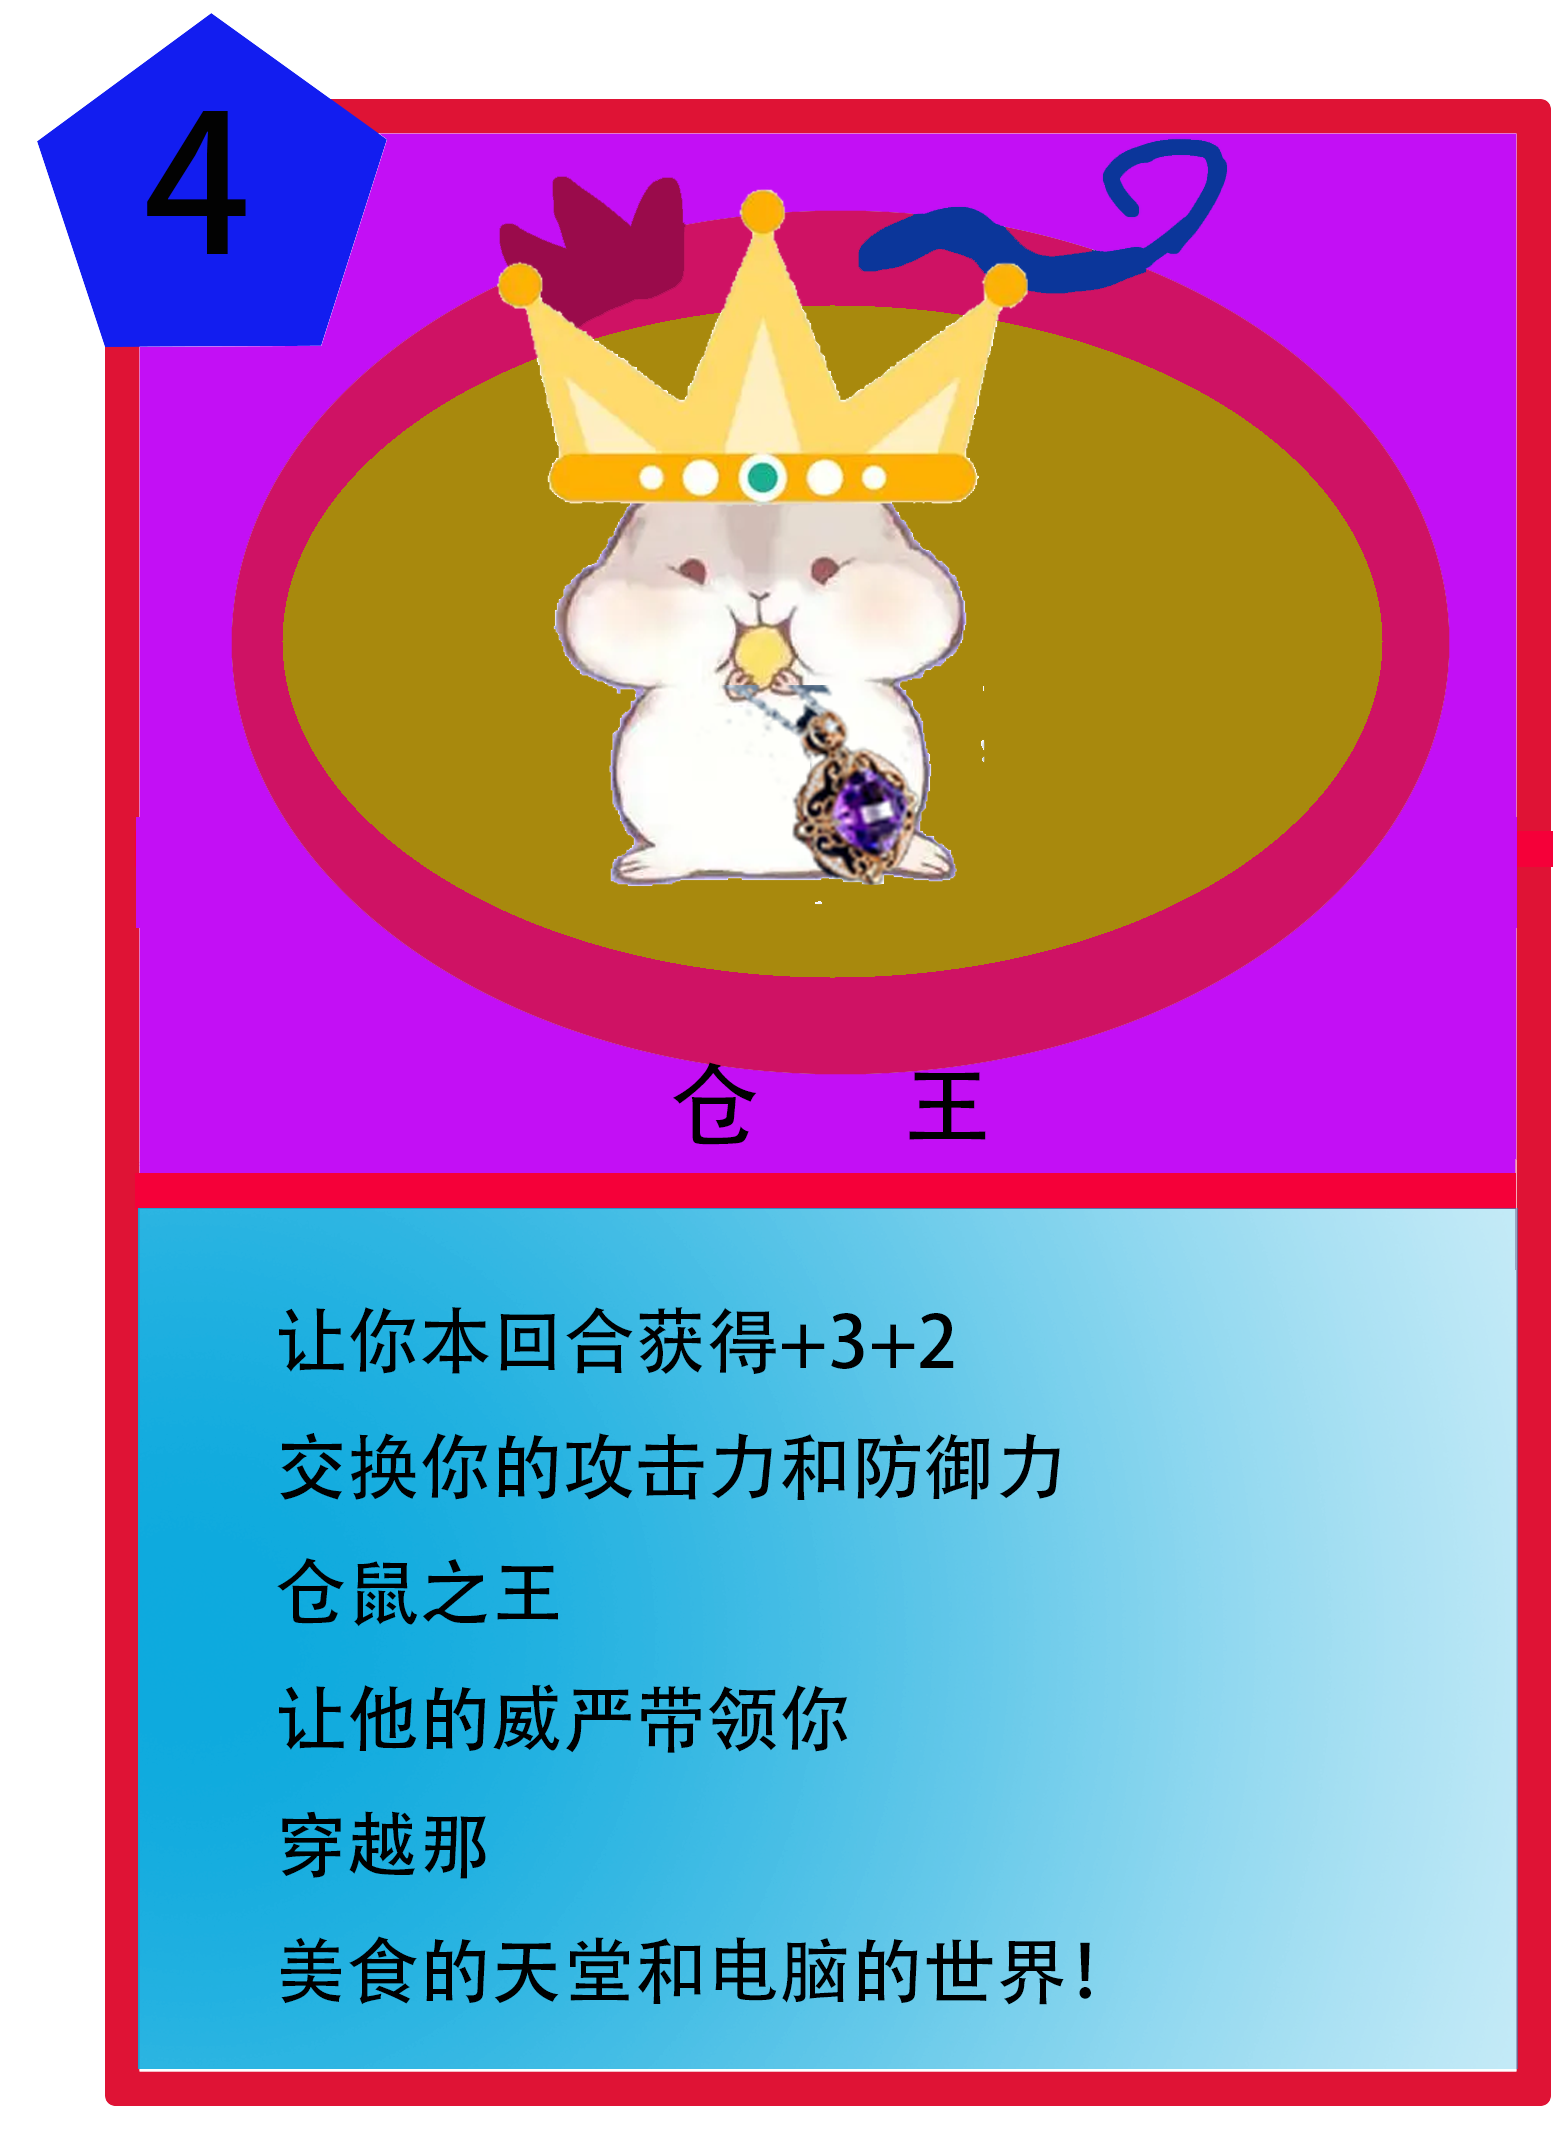 4
仓 王
让你本回合获得+3+2
交换你的攻击力和防御力
仓鼠之王
让他的威严带领你
穿越那
美食的天堂和电脑的世界！